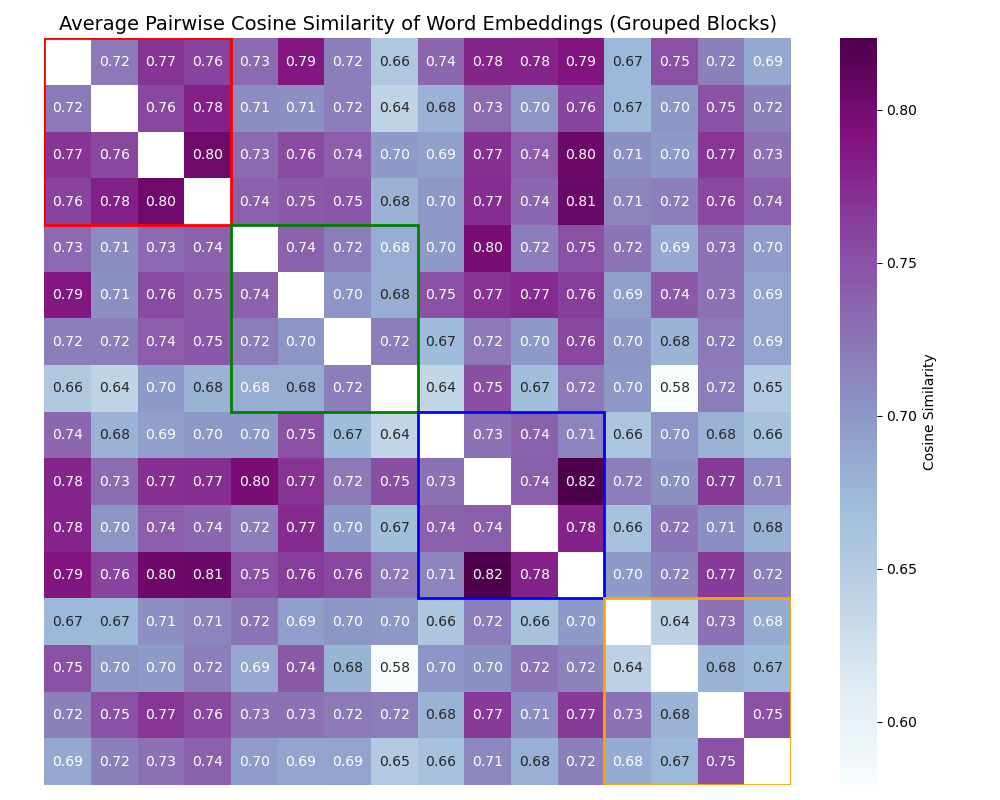 Average Pairwise Cosine Similarity of Word Embeddings (Grouped Blocks)
0.72 0.77 0.76 0.73 0.79 0.72 0.66 0.74 0.78 0.78 0.79 0.67 0.75 0.72 0.69
0.72 0.76 0.78 0.71 0.71 0.72 0.64 0.68 0.73 0.70 0.76 0.67 0.70 0.75 0.72
0.77 0.76 0.80 0.73 0.76 0.74 0.70 0.69 0.77 0.74 0.80 0.71 0.70 0.77 0.73
0.76 0.78 0.80 0.74 0.75 0.75 0.68 0.70 0.77 0.74 0.81 0.71 0.72 0.76 0.74
0.73 0.71 0.73 0.74 0.74 0.72 0.68 0.70 0.80 0.72 0.75 0.72 0.69 0.73 0.70
0.79 0.71 0.76 0.75 0.74 0.70 0.68 0.75 0.77 0.77 0.76 0.69 0.74 0.73 0.69
0.72 0.72 0.74 0.75 0.72 0.70 0.72 0.67 0.72 0.70 0.76 0.70 0.68 0.72 0.69
0.66 0.64 0.70 0.68 0.68 0.68 0.72 0.64 0.75 0.67 0.72 0.70 0.58 0.72 0.65
0.74 0.68 0.69 0.70 0.70 0.75 0.67 0.64 0.73 0.74 0.71 0.66 0.70 0.68 0.66
0.78 0.73 0.77 0.77 0.80 0.77 0.72 0.75 0.73 0.74 0.82 0.72 0.70 0.77 0.71
0.78 0.70 0.74 0.74 0.72 0.77 0.70 0.67 0.74 0.74 0.78 0.66 0.72 0.71 0.68
0.79 0.76 0.80 0.81 0.75 0.76 0.76 0.72 0.71 0.82 0.78 0.70 0.72 0.77 0.72
0.67 0.67 0.71 0.71 0.72 0.69 0.70 0.70 0.66 0.72 0.66 0.70 0.64 0.73 0.68
0.75 0.70 0.70 0.72 0.69 0.74 0.68 0.58 0.70 0.70 0.72 0.72 0.64 0.68 0.67
0.72 0.75 0.77 0.76 0.73 0.73 0.72 0.72 0.68 0.77 0.71 0.77 0.73 0.68 0.75
0.69 0.72 0.73 0.74 0.70 0.69 0.69 0.65 0.66 0.71 0.68 0.72 0.68 0.67 0.75
0.80
0.75
0.70
0.65
0.60
Cosine Similarity